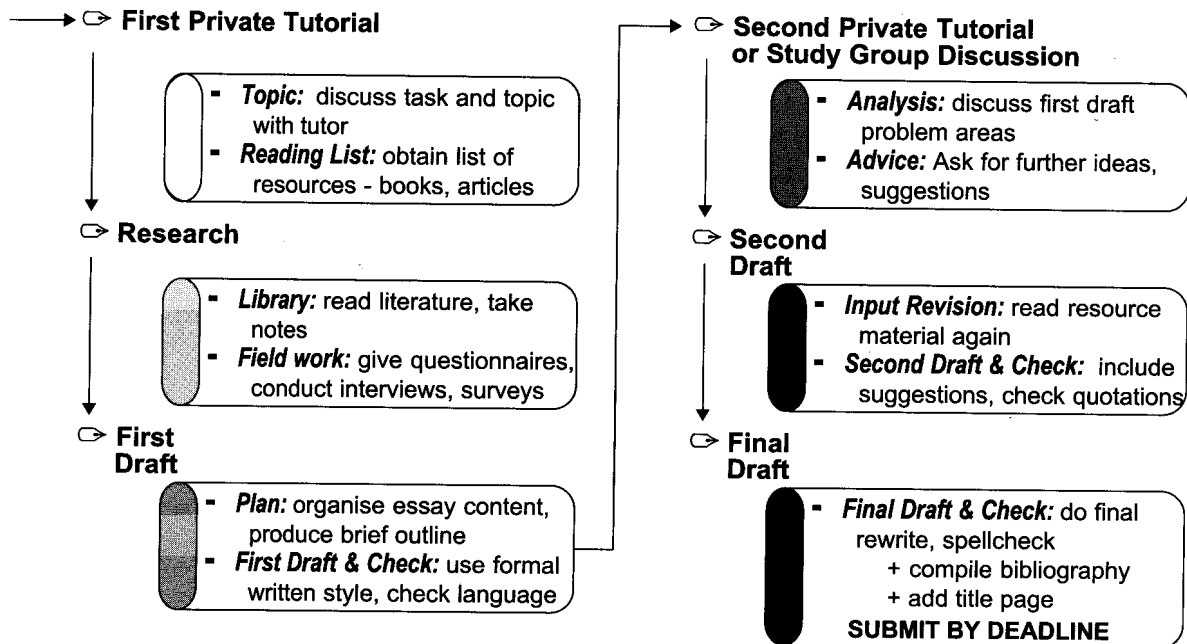 First Private Tutorial
- Topic: discuss task and topic
with tutor
- Reading List: obtain list of
resources - books, articles
Research
- Library: read literature, take
notes
- Field work: give questionnaires,
conduct interviews, surveys
First
Draft
- Plan: organise essay content,
produce brief outline
- First Draft & Check: use formal
written style, check language
Second Private Tutorial
or Study Group Discussion
- Analysis: discuss first draft
problem areas
- Advice: Ask for further ideas,
suggestions
Second
Draft
- Input Revision: read resource
material again
- Second Draft & Check: include
suggestions, check quotations
Final
Draft
- Final Draft & Check: do final
rewrite, spellcheck
+ compile bibliography
+ add title page
SUBMIT BY DEADLINE